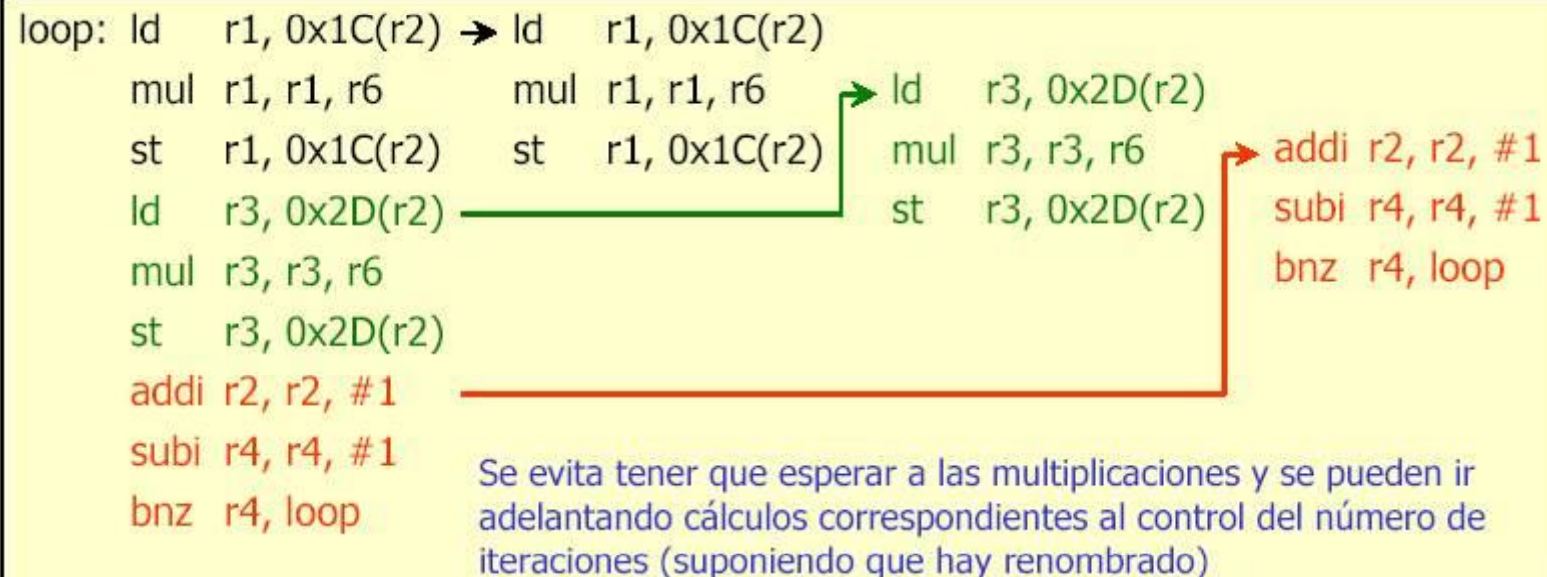 loop: ld r1, 0x1C(r2) → ld r1, 0x1C(r2)
mul r1, r1, r6 mul r1, r1, r6 ld r3, 0x2D(r2)
st r1, 0x1C(r2) st r1, 0x1C(r2) mul r3, r3, r6 addi r2, r2, #1
ld r3, 0x2D(r2) st r3, 0x2D(r2) subi r4, r4, #1
mul r3, r3, r6 bnz r4, loop
st r3, 0x2D(r2)
addi r2, r2, #1
subi r4, r4, #1
bnz r4, loop
Se evita tener que esperar a las multiplicaciones y se pueden ir
adelantando cálculos correspondientes al control del número de
iteraciones (suponiendo que hay renombrado)